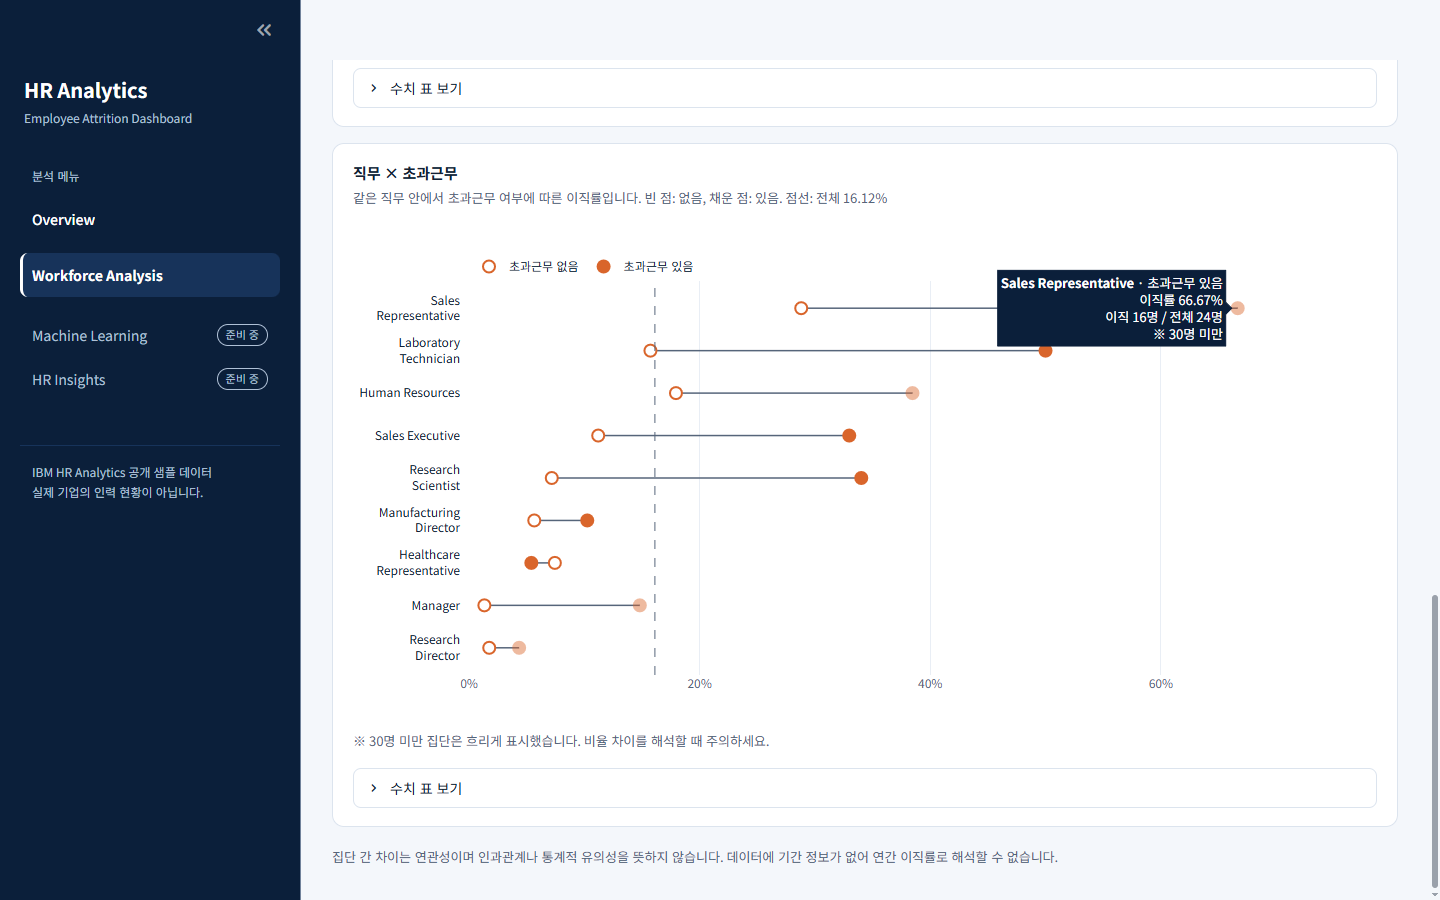 HR Analytics
Employee Attrition Dashboard
분석 메뉴
Overview
Workforce Analysis
Machine Learning
준비 중
HR Insights
준비 중
IBM HR Analytics 공개 샘플 데이터
실제 기업의 인력 현황이 아닙니다.
수치 표 보기
직무 × 초과근무
같은 직무 안에서 초과근무 여부에 따른 이직률입니다. 빈 점: 없음, 채운 점: 있음. 점선: 전체 16.12%
초과근무 없음
초과근무 있음
Sales Representative · 초과근무 있음
이직률 66.67%
이직 16명 / 전체 24명
※ 30명 미만
Sales
Representative
Laboratory
Technician
Human Resources
Sales Executive
Research
Scientist
Manufacturing
Director
Healthcare
Representative
Manager
Research
Director
0%
20%
40%
60%
※ 30명 미만 집단은 흐리게 표시했습니다. 비율 차이를 해석할 때 주의하세요.
수치 표 보기
집단 간 차이는 연관성이며 인과관계나 통계적 유의성을 뜻하지 않습니다. 데이터에 기간 정보가 없어 연간 이직률로 해석할 수 없습니다.